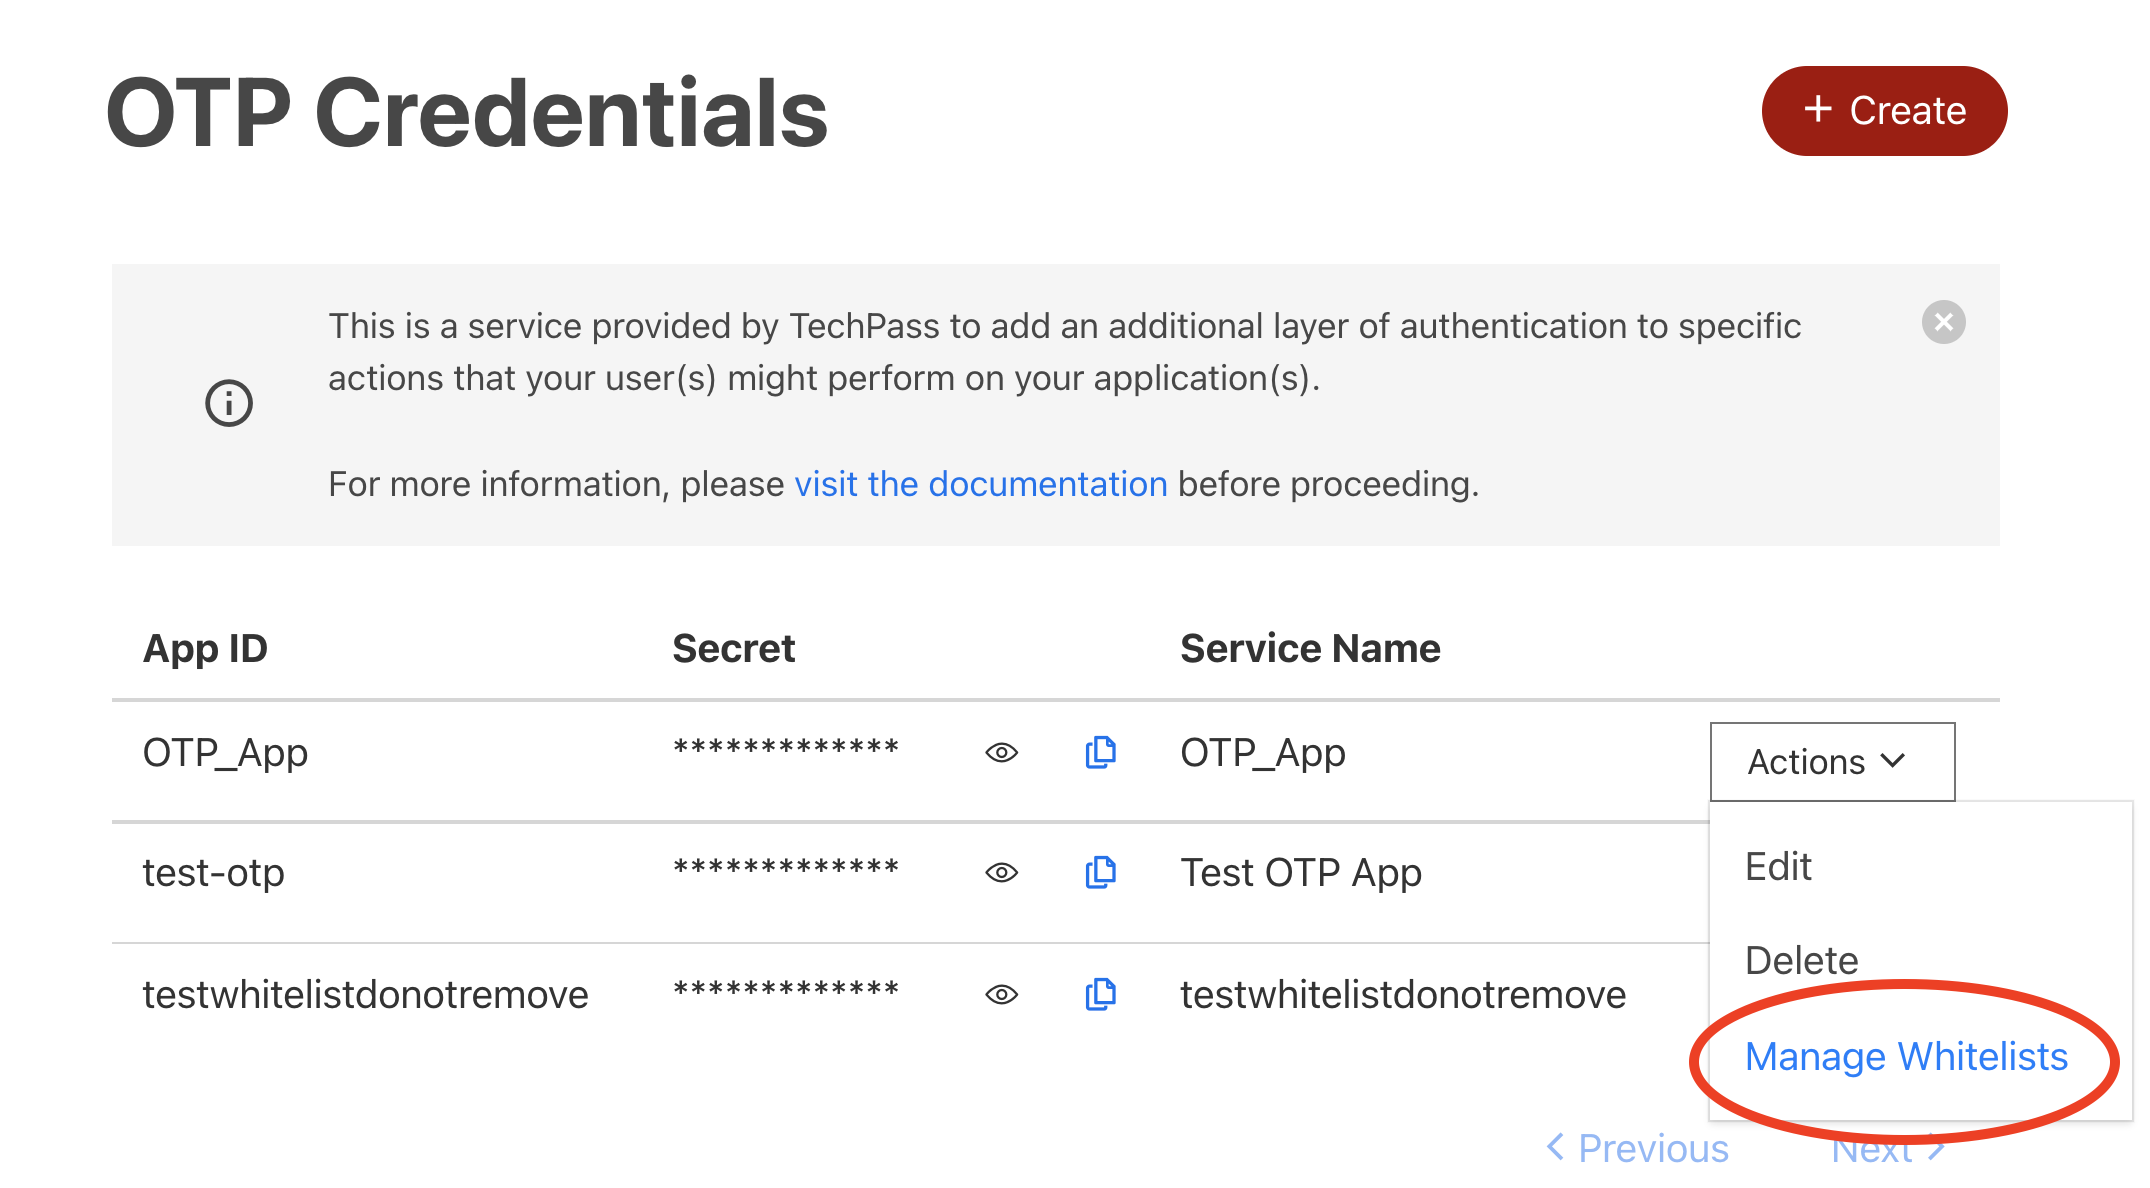 OTP Credentials
+ Create
This is a service provided by TechPass to add an additional layer of authentication to specific
actions that your user(s) might perform on your application(s).
For more information, please visit the documentation before proceeding.
App ID Secret Service Name
OTP_App ************* OTP_App Actions
test-otp ************* Test OTP App
Edit
Delete
testwhitelistdonotremove ************* testwhitelistdonotremove
Manage Whitelists
Previous Next